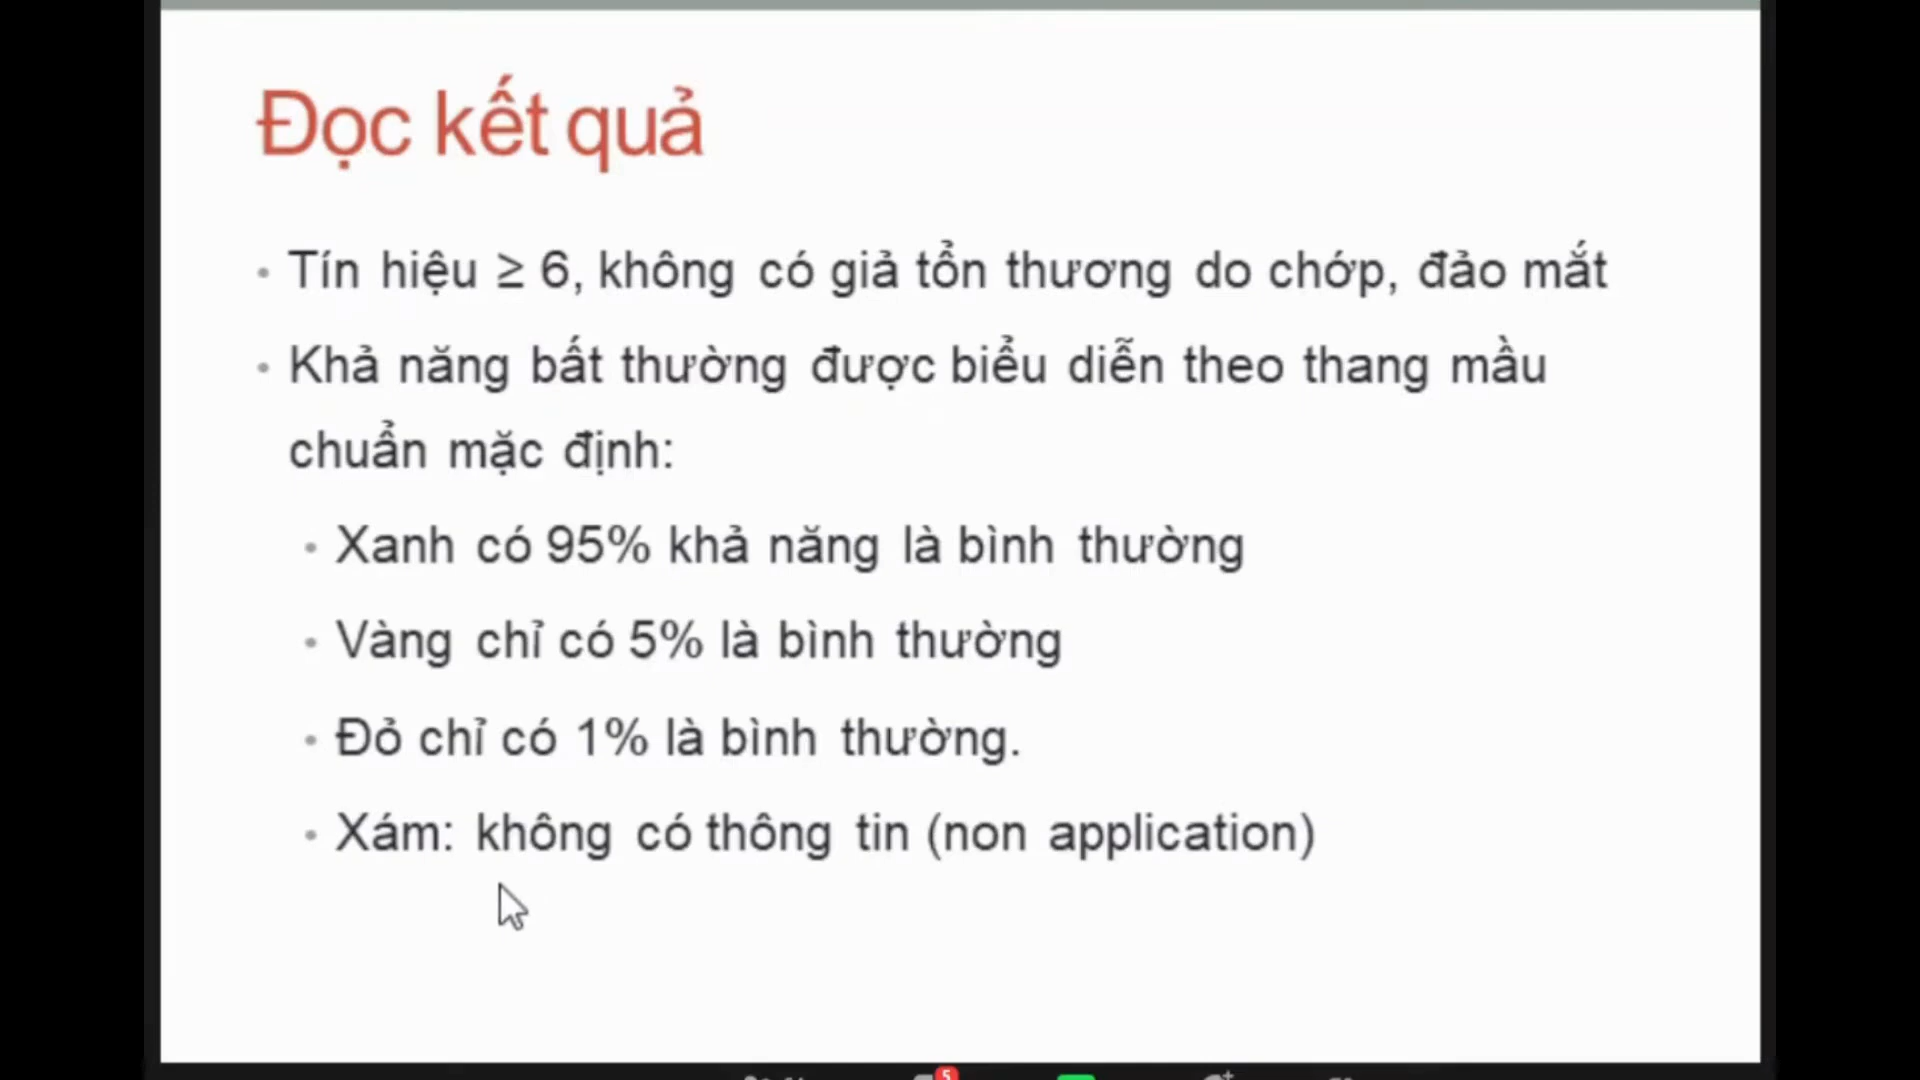 Đọc kết quả
• Tín hiệu ≥ 6, không có giả tổn thương do chớp, đảo mắt
• Khả năng bất thường được biểu diễn theo thang mầu
chuẩn mặc định:
• Xanh có 95% khả năng là bình thường
• Vàng chỉ có 5% là bình thường
• Đỏ chỉ có 1% là bình thường.
• Xám: không có thông tin (non application)
5